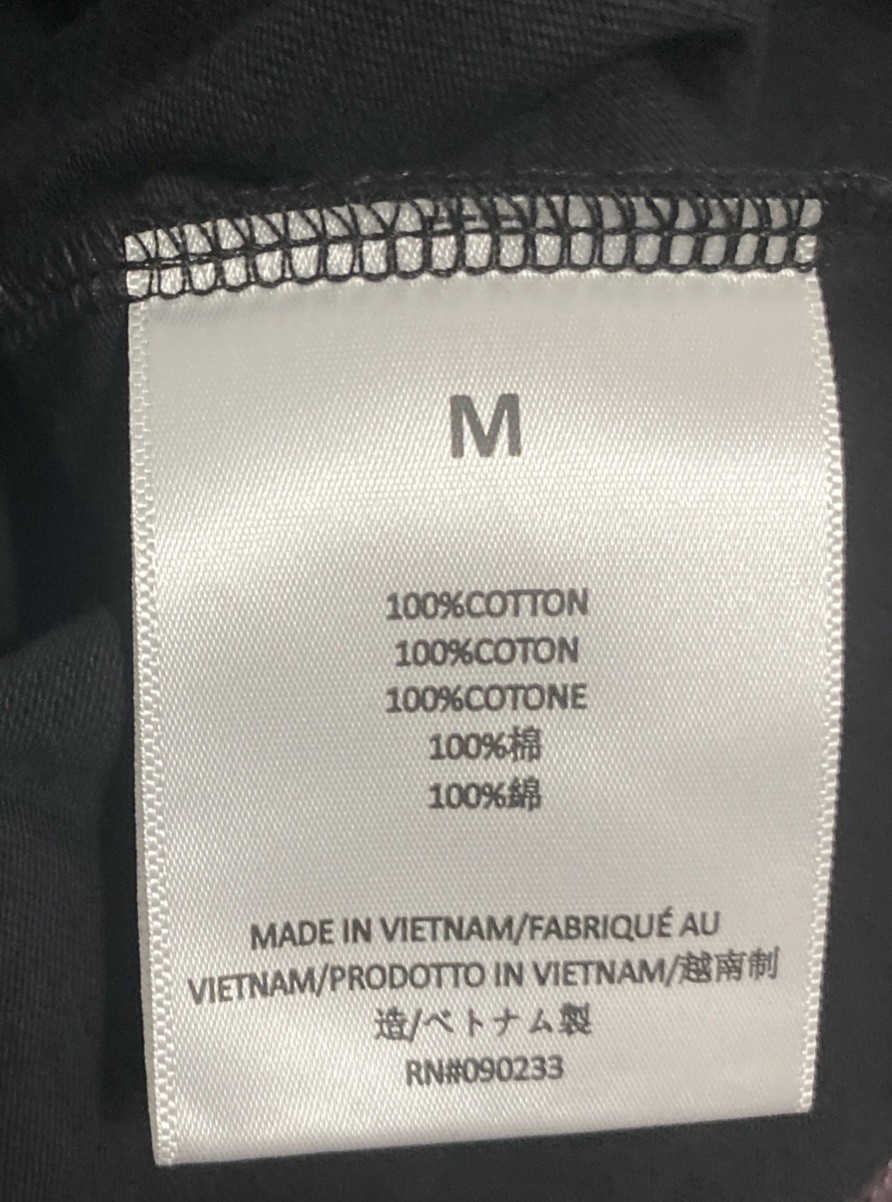 M
100%COTTON
100%COTON
100%COTONE
100%棉
100%綿
MADE IN VIETNAM/FABRIQUÉ AU
VIETNAM/PRODOTTO IN VIETNAM/越南制
造/ベトナム製
RN#090233